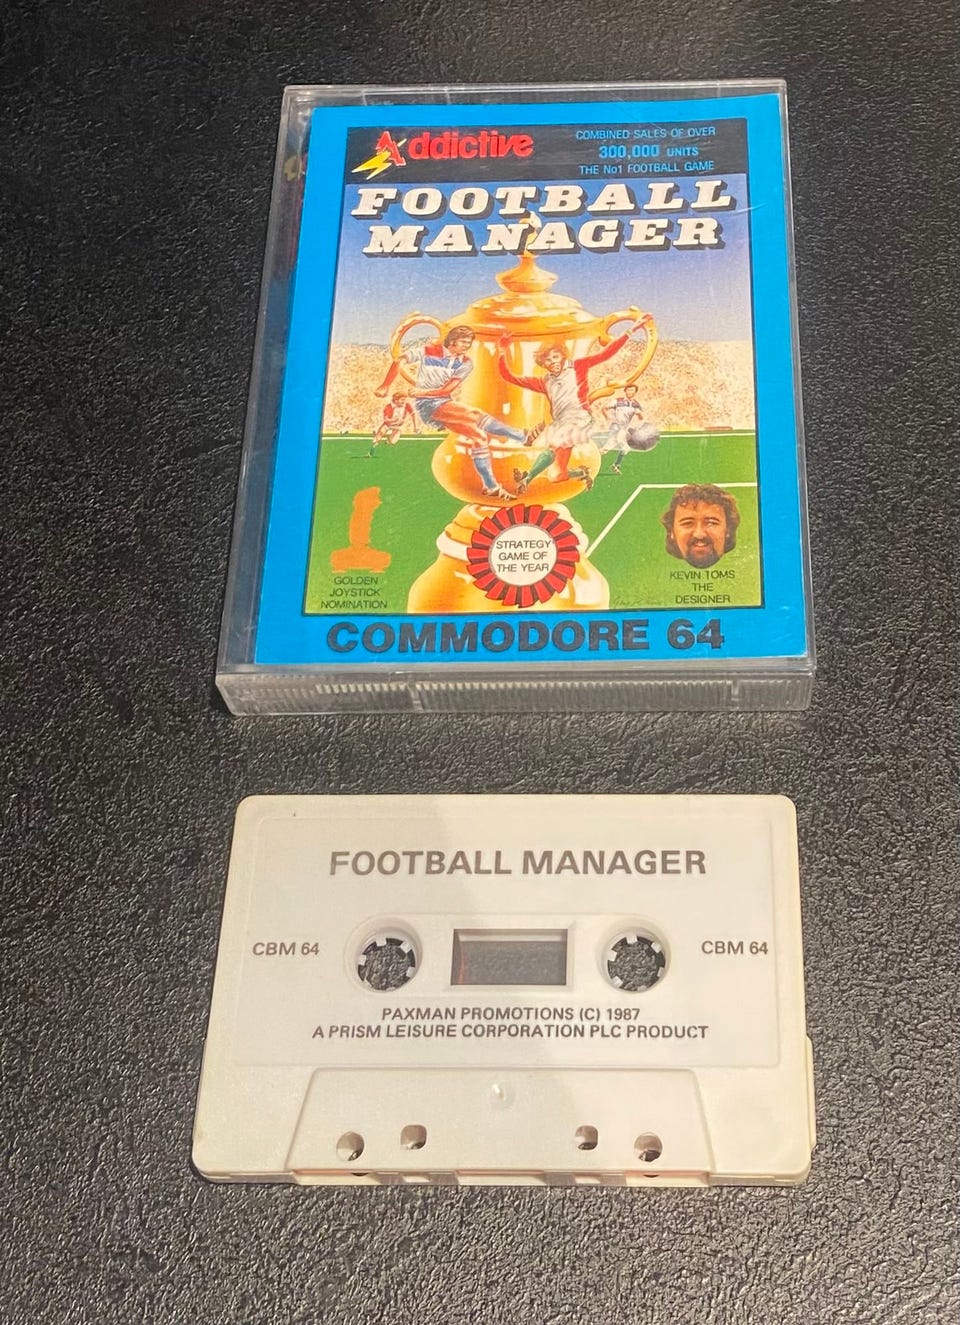 Addictive
COMBINED SALES OF OVER
300,000 UNITS
THE No1 FOOTBALL GAME
FOOTBALL
MANAGER
STRATEGY
GAME OF
THE YEAR
GOLDEN
JOYSTICK
NOMINATION
KEVIN TOMS
THE
DESIGNER
COMMODORE 64
FOOTBALL MANAGER
CBM 64
CBM 64
PAXMAN PROMOTIONS (C) 1987
A PRISM LEISURE CORPORATION PLC PRODUCT